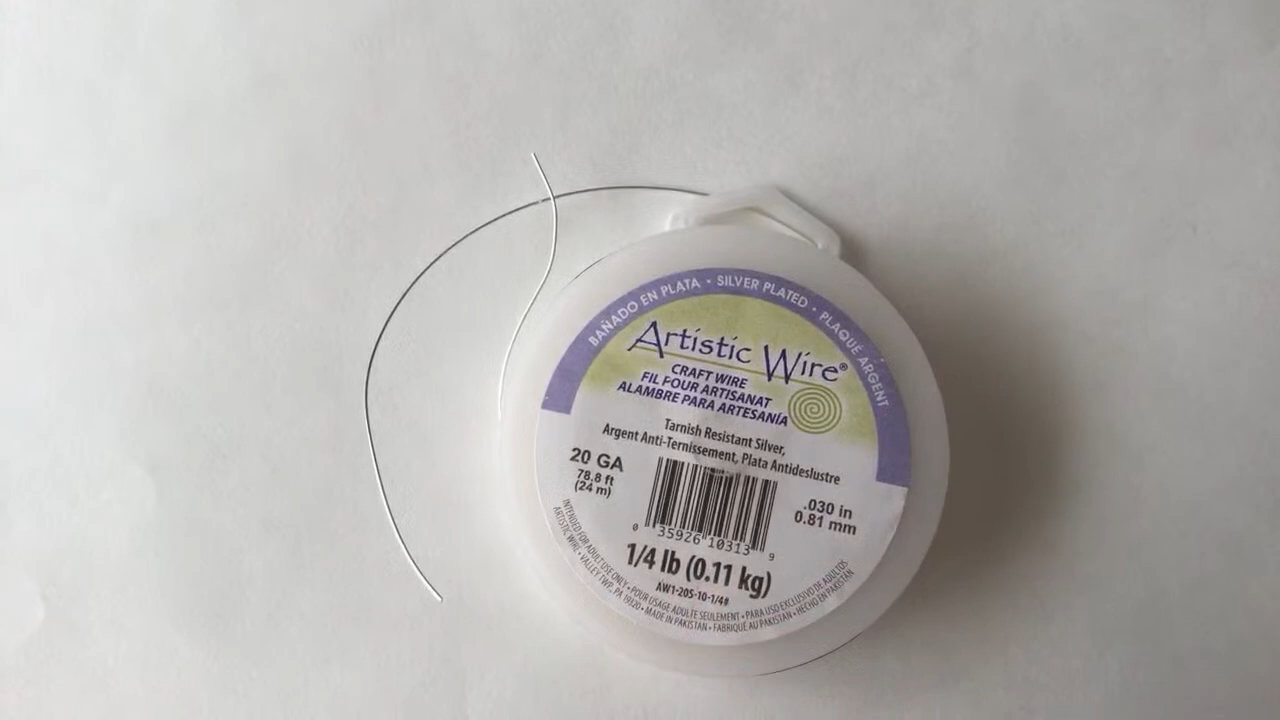 BAÑADO EN PLATA • SILVER PLATED • PLAQUÉ ARGENT
Artistic Wire®
CRAFT WIRE
FIL FOUR ARTISANAT
ALAMBRE PARA ARTESANÍA
Tarnish Resistant Silver,
Argent Anti-Ternissement, Plata Antideslustre
20 GA
78.8 ft
(24 m)
.030 in
0.81 mm
0 35926 10313 9
1/4 lb (0.11 kg)
AW1-20S-10-1/4#
INTENDED FOR ADULT USE ONLY • POUR USAGE ADULTE SEULEMENT • PARA USO EXCLUSIVO DE ADULTOS
ARTISTIC WIRE • VALLEY TWP., PA 19320 • MADE IN PAKISTAN • FABRIQUÉ AU PAKISTAN • HECHO EN PAKISTÁN